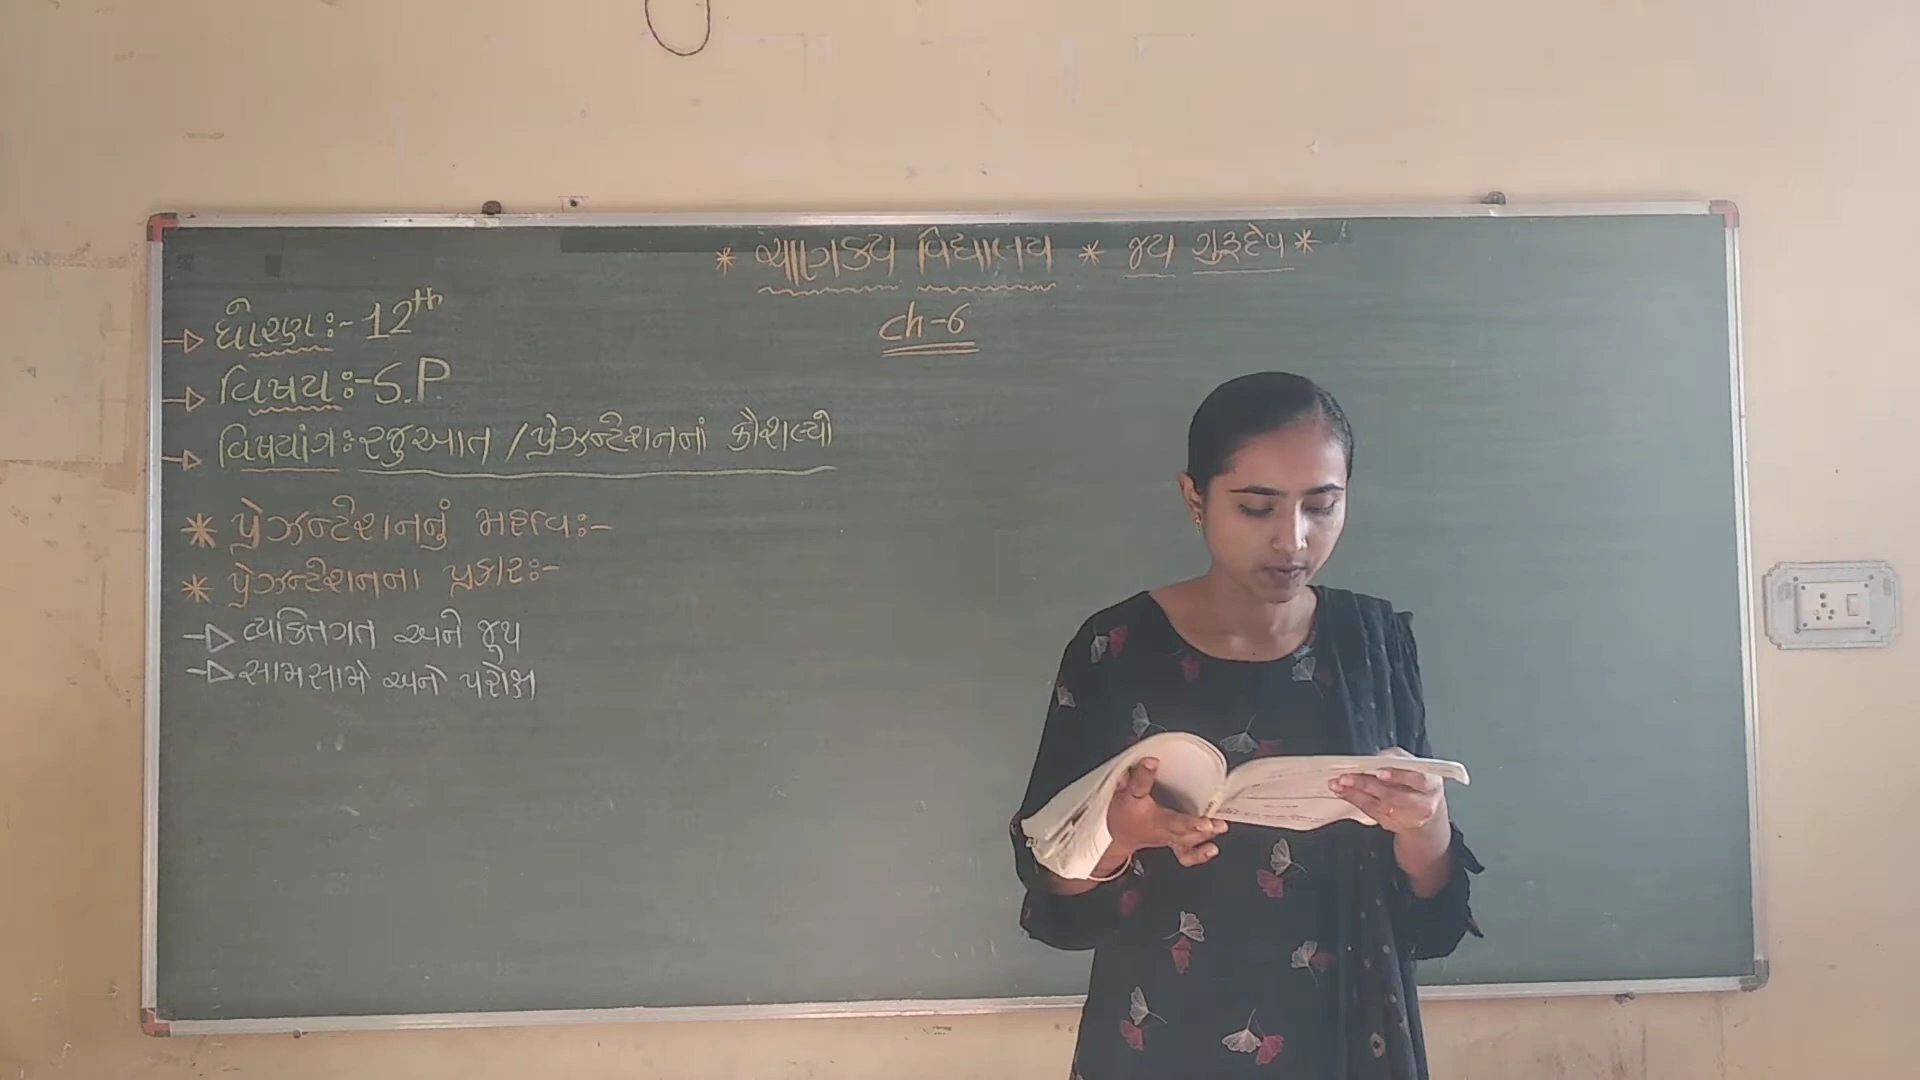 * ચાણક્ય વિદ્યાલય * જય ગુરૂદેવ *
ch-6
→ ધોરણ :- 12th
→ વિષય :- S.P.
→ વિષયાંગ : રજુઆત / પ્રેઝન્ટેશનનાં કૌશલ્યો
* પ્રેઝન્ટેશનનું મહત્વ :-
* પ્રેઝન્ટેશનના પ્રકાર :-
→ વ્યક્તિગત અને જુથ
→ સામસામે અને પરોક્ષ